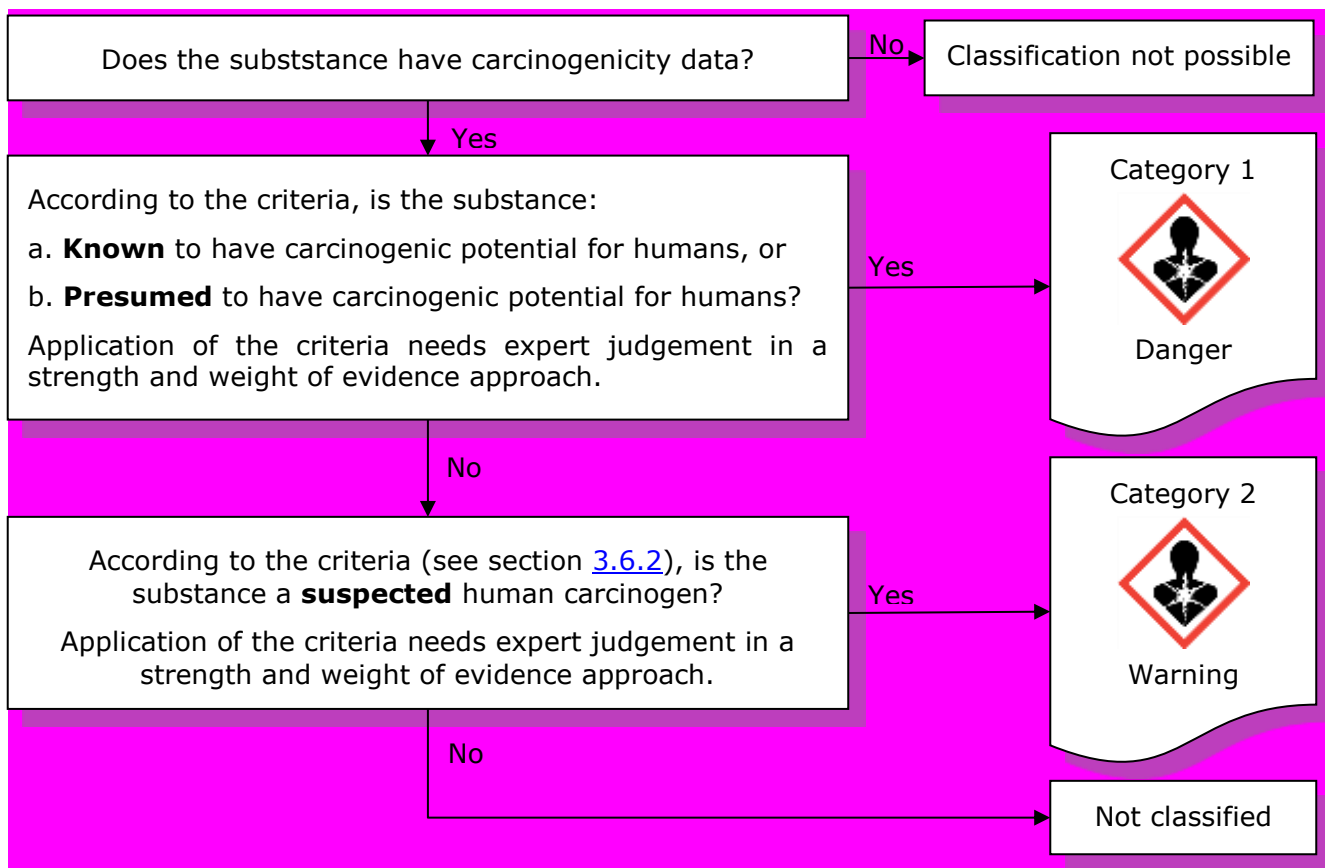 Does the subststance have carcinogenicity data?
No
Classification not possible
Yes
According to the criteria, is the substance:
a. Known to have carcinogenic potential for humans, or
b. Presumed to have carcinogenic potential for humans?
Application of the criteria needs expert judgement in a
strength and weight of evidence approach.
Yes
Category 1
Danger
No
According to the criteria (see section 3.6.2), is the
substance a suspected human carcinogen?
Application of the criteria needs expert judgement in a
strength and weight of evidence approach.
Yes
Category 2
Warning
No
Not classified